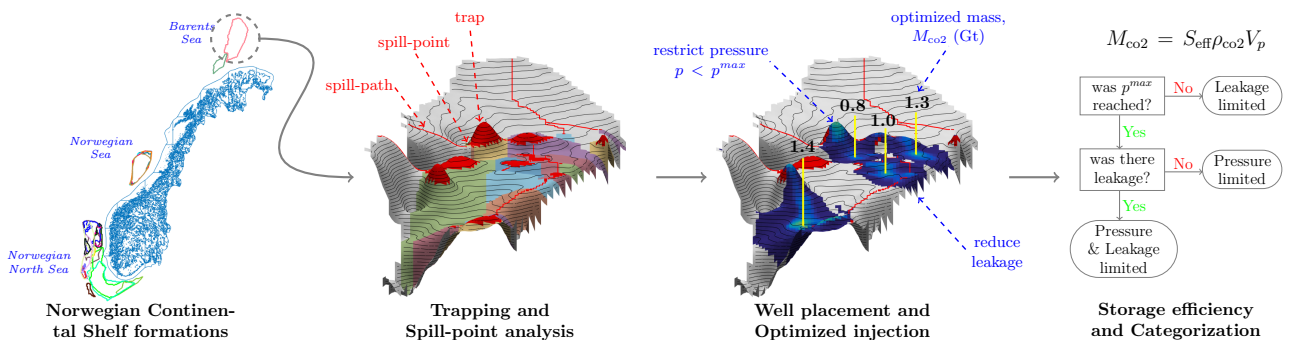 Barents
Sea
Norwegian
Sea
Norwegian
North Sea
Norwegian Continen-
tal Shelf formations
trap
spill-point
spill-path
Trapping and
Spill-point analysis
optimized mass,
M_co2 (Gt)
restrict pressure
p < p^max
0.8
1.3
1.0
1.4
reduce
leakage
Well placement and
Optimized injection
M_co2 = S_eff ρ_co2 V_p
was p^max
reached?
No
Leakage
limited
Yes
was there
leakage?
No
Pressure
limited
Yes
Pressure
& Leakage
limited
Storage efficiency
and Categorization